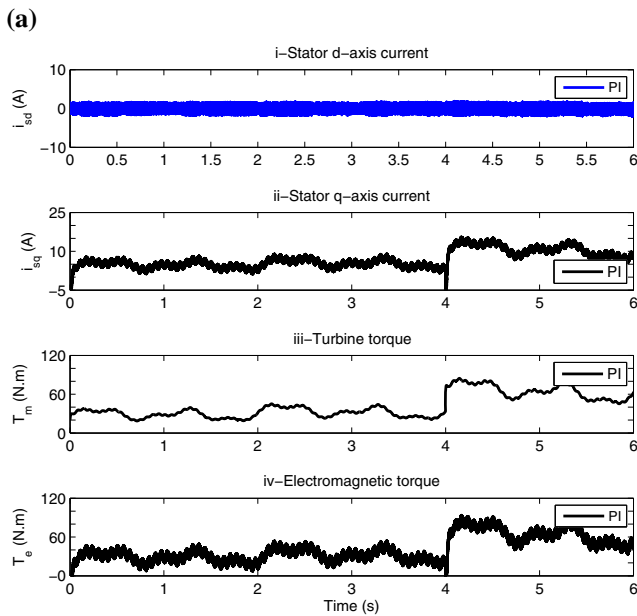 (a)
i-Stator d-axis current
i_sd (A)
10
0
-10
PI
0 0.5 1 1.5 2 2.5 3 3.5 4 4.5 5 5.5 6
ii-Stator q-axis current
i_sq (A)
25
10
-5
PI
0 1 2 3 4 5 6
iii-Turbine torque
T_m (N.m)
120
60
0
PI
0 1 2 3 4 5 6
iv-Electromagnetic torque
T_e (N.m)
120
60
-0
PI
0 1 2 3 4 5 6
Time (s)